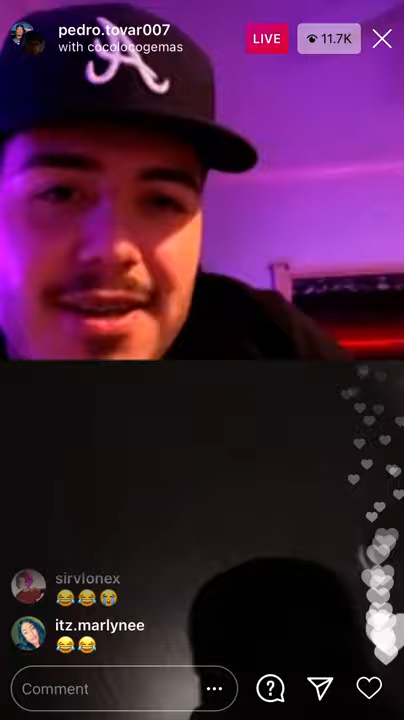 A
pedro.tovar007
with cocolocogemas
LIVE
11.7K
sirvlonex
😂😂😭
itz.marlynee
😂😂
Comment